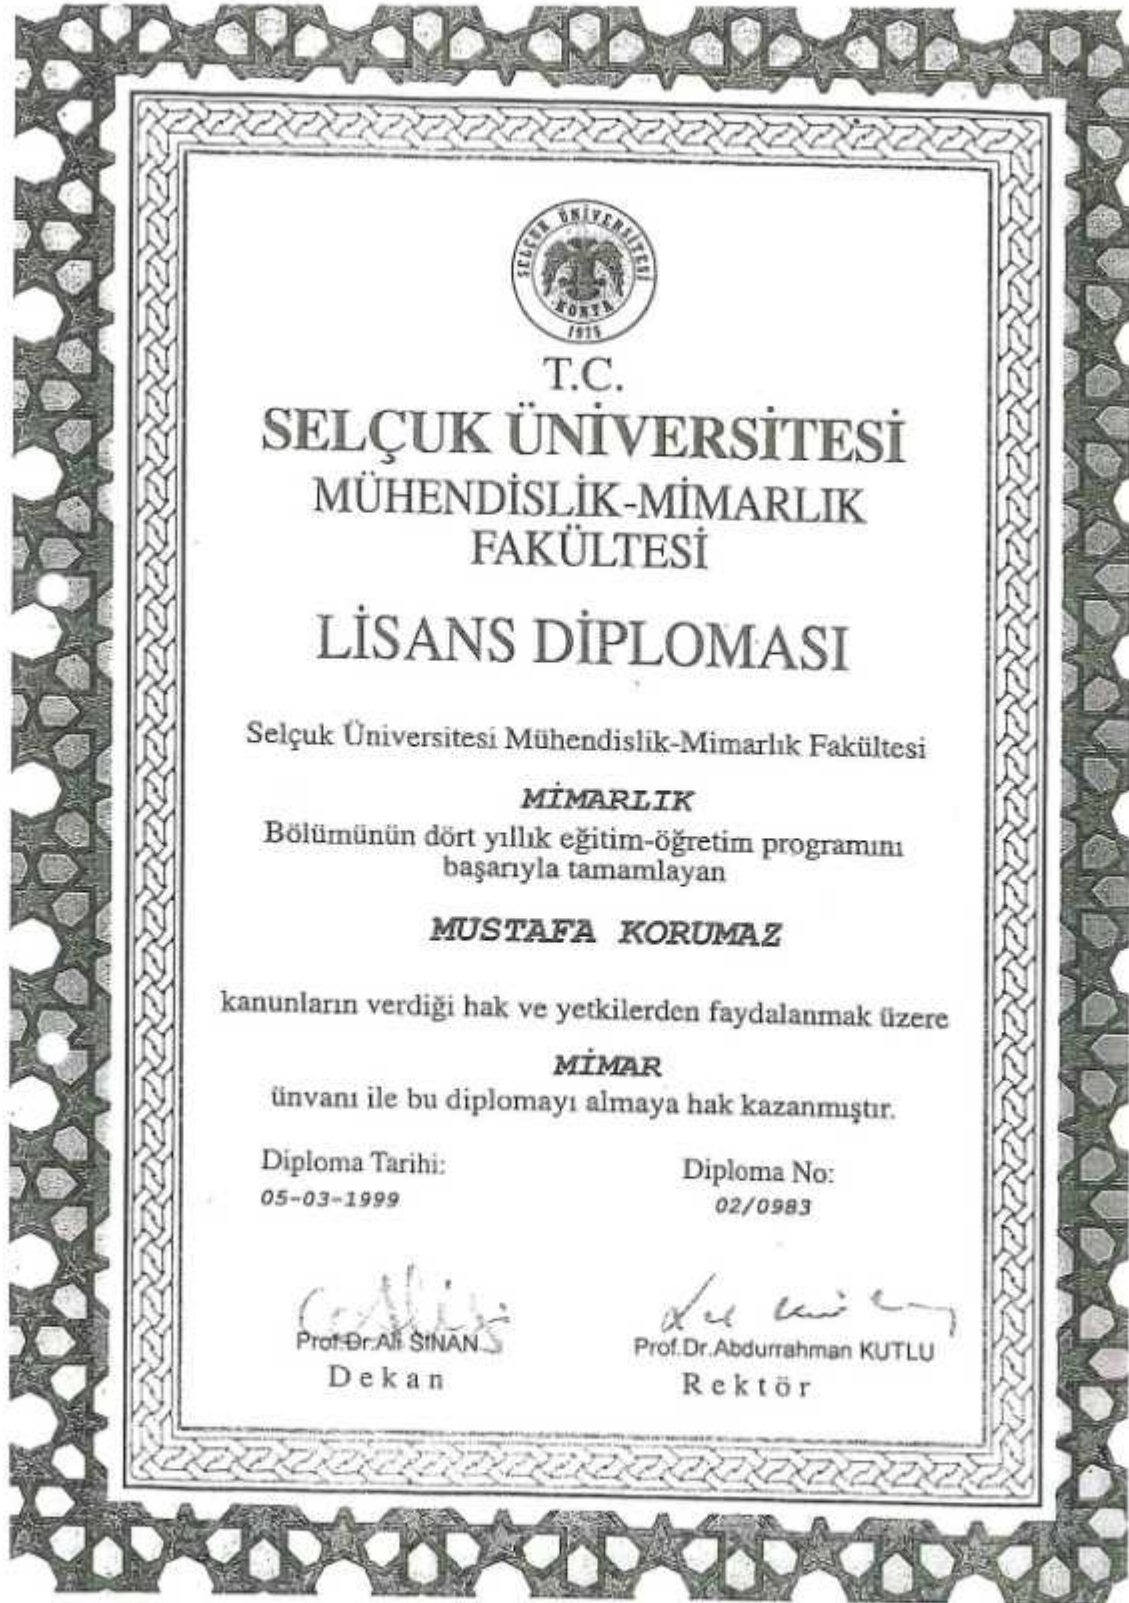 SELÇUK ÜNİVERSİTESİ
KONYA
1975
T.C.
SELÇUK ÜNİVERSİTESİ
MÜHENDİSLİK-MİMARLIK
FAKÜLTESİ
LİSANS DİPLOMASI
Selçuk Üniversitesi Mühendislik-Mimarlık Fakültesi
MİMARLIK
Bölümünün dört yıllık eğitim-öğretim programını
başarıyla tamamlayan
MUSTAFA KORUMAZ
kanunların verdiği hak ve yetkilerden faydalanmak üzere
MİMAR
ünvanı ile bu diplomayı almaya hak kazanmıştır.
Diploma Tarihi:
05-03-1999
Diploma No:
02/0983
Prof.Dr.Ali SİNAN
Dekan
Prof.Dr.Abdurrahman KUTLU
Rektör